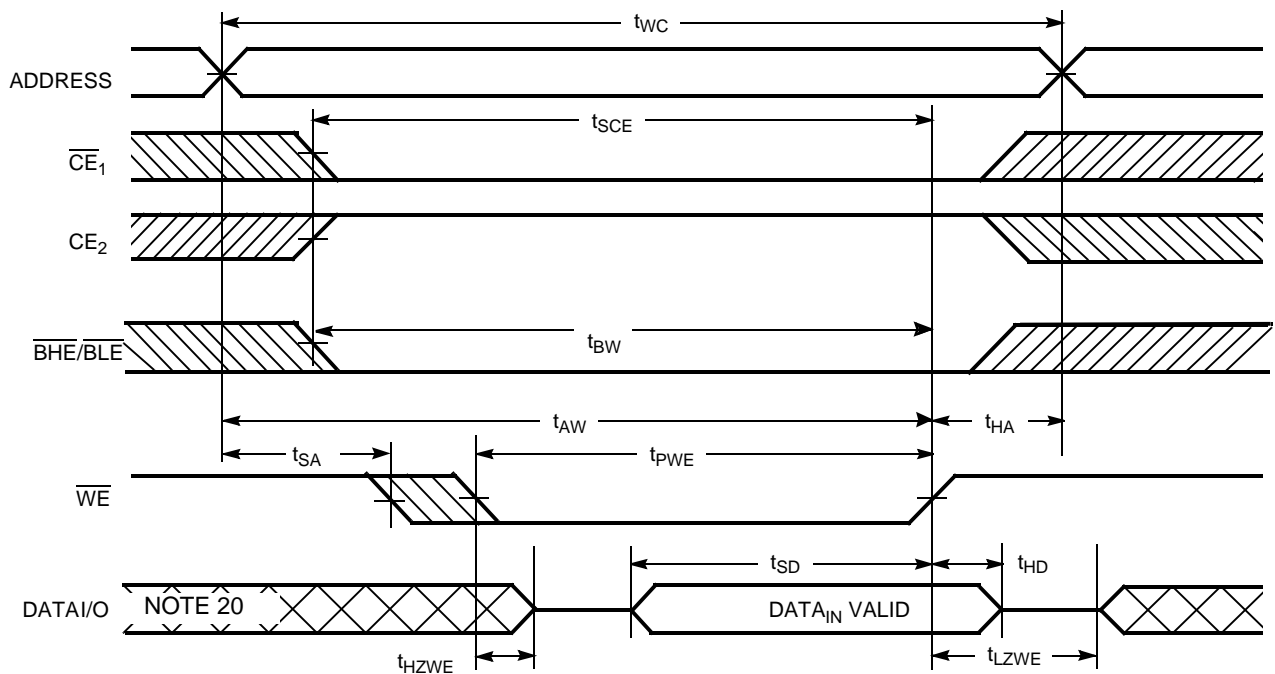 tWC
ADDRESS
tSCE
CE1
CE2
tBW
BHE/BLE
tAW
tHA
tSA
tPWE
WE
tSD
tHD
DATAI/O
NOTE 20
DATAIN VALID
tHZWE
tLZWE